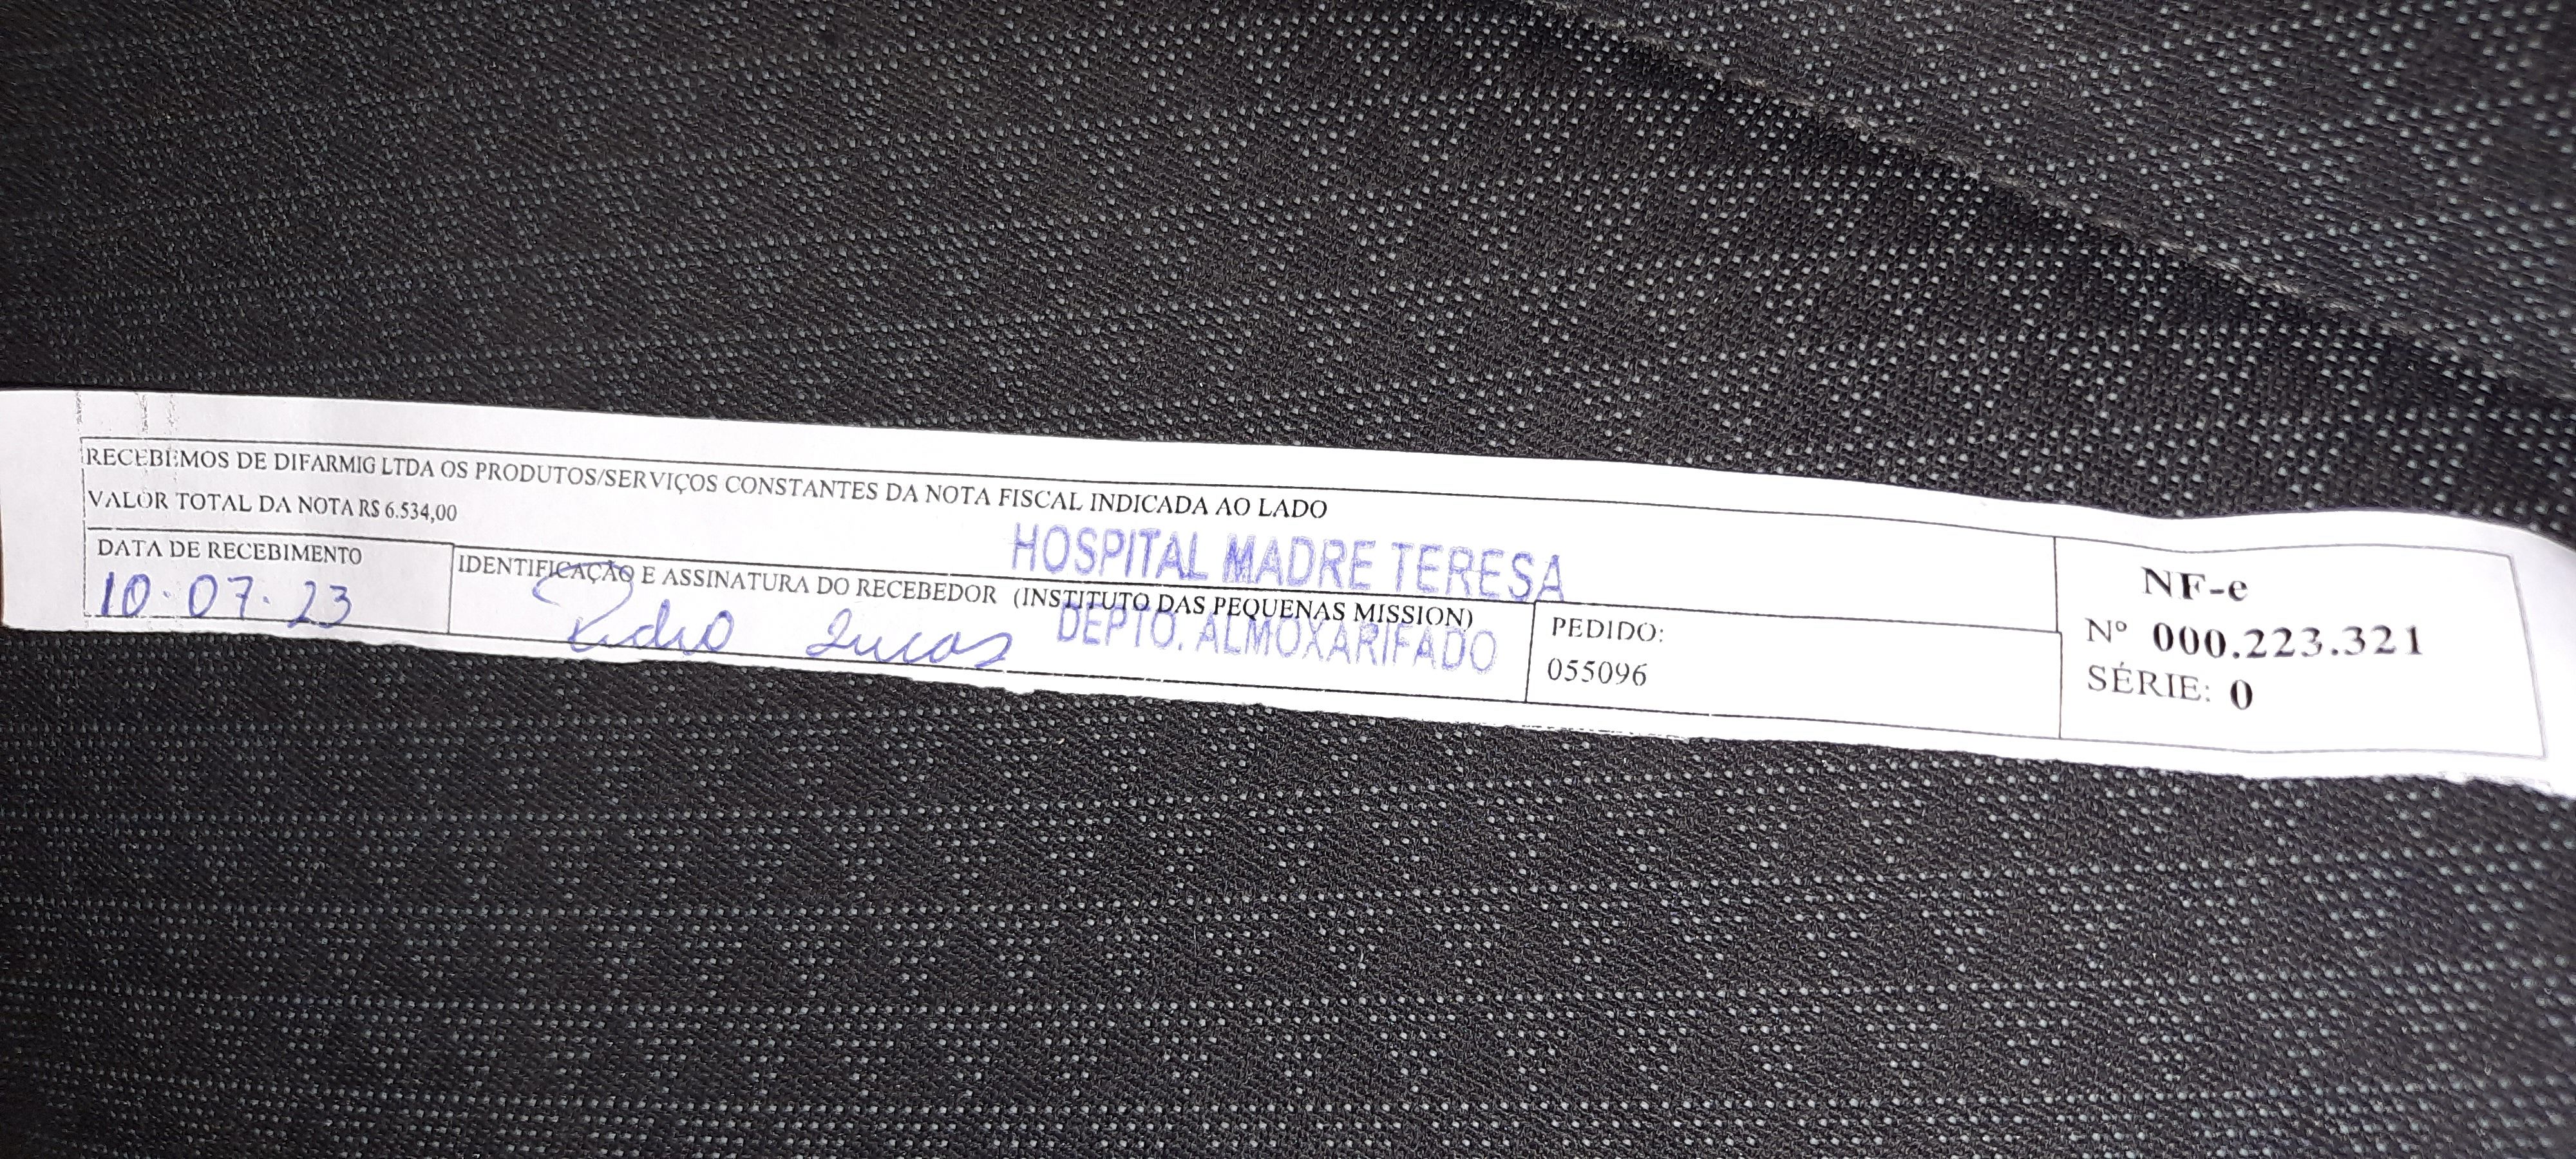 RECEBEMOS DE DIFARMIG LTDA OS PRODUTOS/SERVIÇOS CONSTANTES DA NOTA FISCAL INDICADA AO LADO
VALOR TOTAL DA NOTA R$ 6.534,00
HOSPITAL MADRE TERESA
DATA DE RECEBIMENTO
10.07.23
IDENTIFICAÇÃO E ASSINATURA DO RECEBEDOR (INSTITUTO DAS PEQUENAS MISSION)
Pedro Lucas
DEPTO. ALMOXARIFADO
PEDIDO:
055096
NF-e
Nº 000.223.321
SÉRIE: 0